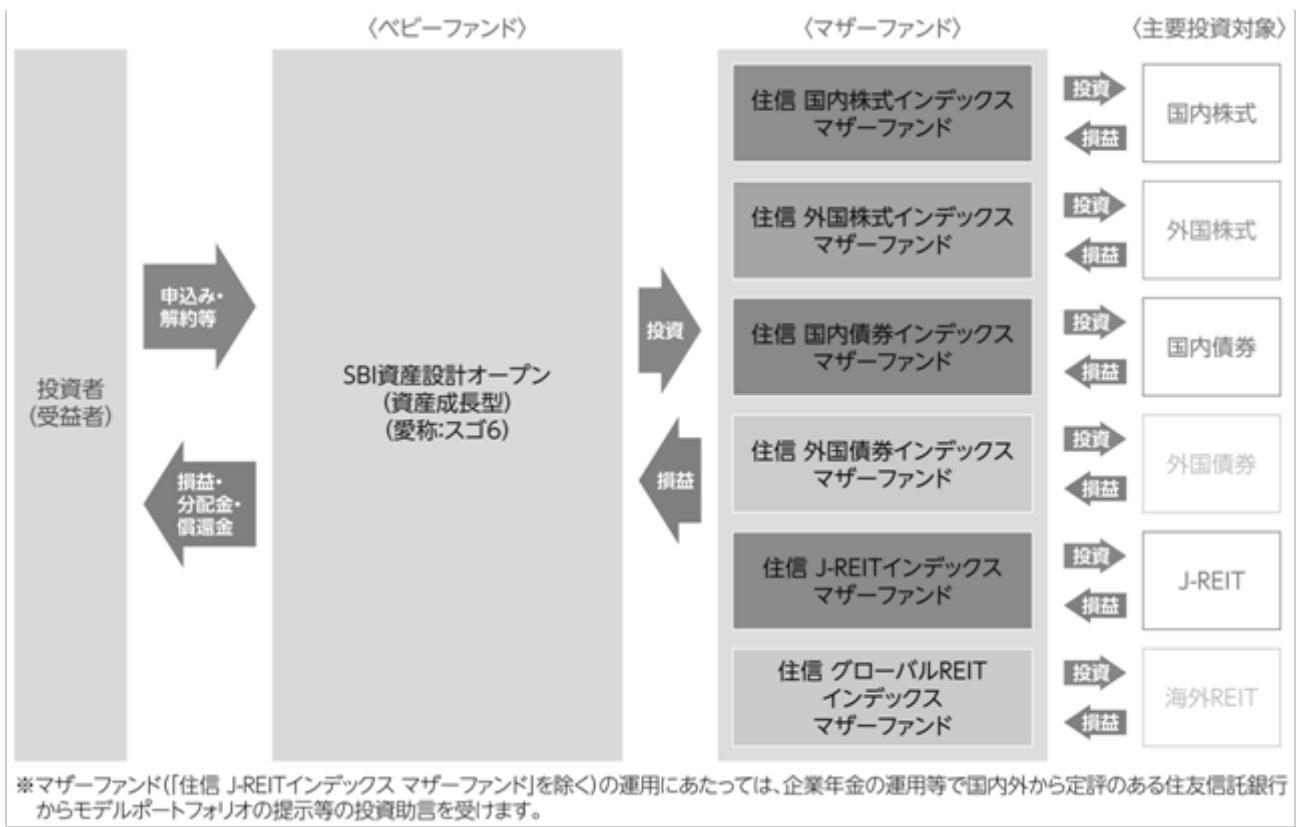 〈ベビーファンド〉
〈マザーファンド〉
〈主要投資対象〉
投資者
(受益者)
申込み・
解約等
損益・
分配金・
償還金
SBI資産設計オープン
(資産成長型)
(愛称:スゴ6)
投資
損益
住信 国内株式インデックス
マザーファンド
投資
損益
国内株式
住信 外国株式インデックス
マザーファンド
投資
損益
外国株式
住信 国内債券インデックス
マザーファンド
投資
損益
国内債券
住信 外国債券インデックス
マザーファンド
投資
損益
外国債券
住信 J-REITインデックス
マザーファンド
投資
損益
J-REIT
住信 グローバルREIT
インデックス
マザーファンド
投資
損益
海外REIT
※マザーファンド(「住信 J-REITインデックス マザーファンド」を除く)の運用にあたっては、企業年金の運用等で国内外から定評のある住友信託銀行
からモデルポートフォリオの提示等の投資助言を受けます。